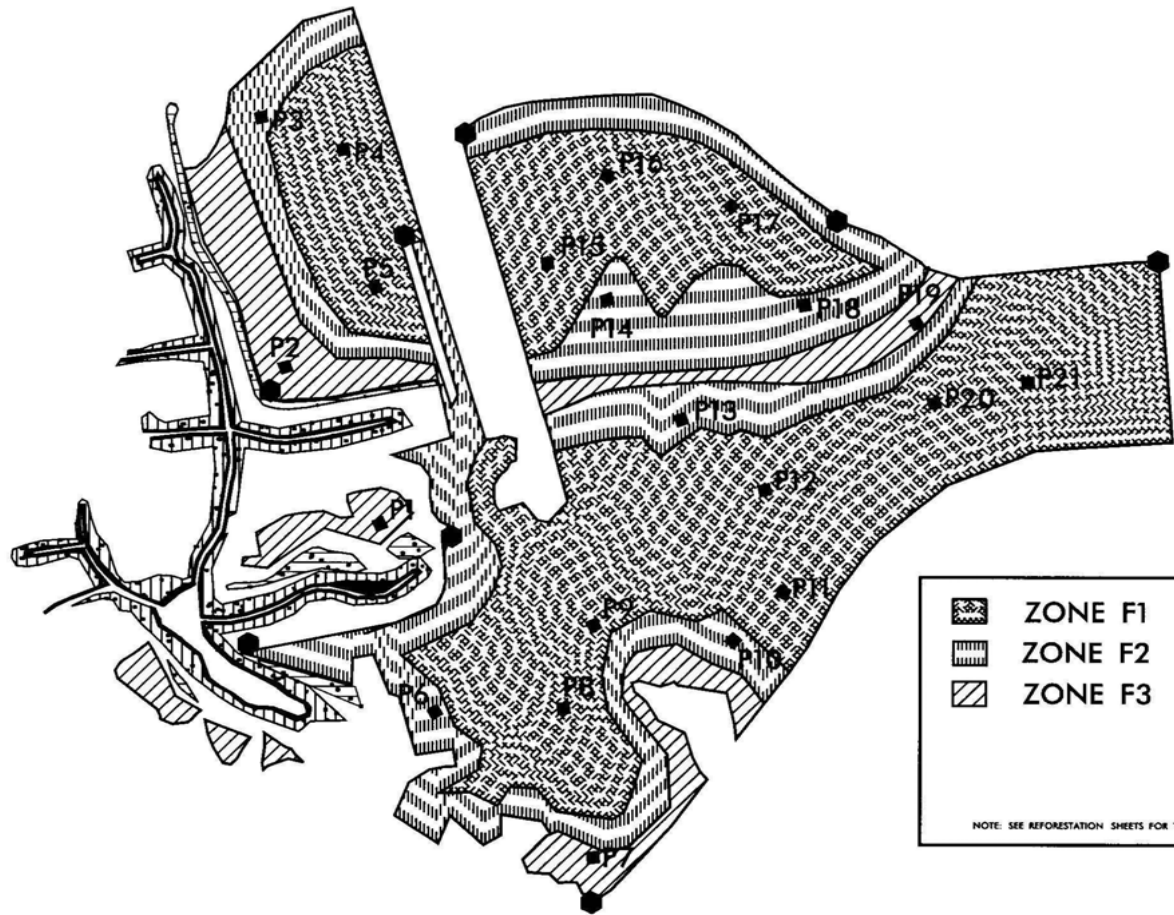 P3
P4
P16
P17
P15
P5
P19
P14
P18
P2
P21
P20
P13
P12
P1
P11
P9
P10
P6
P8
P7
ZONE F1
ZONE F2
ZONE F3
NOTE: SEE REFORESTATION SHEETS FOR